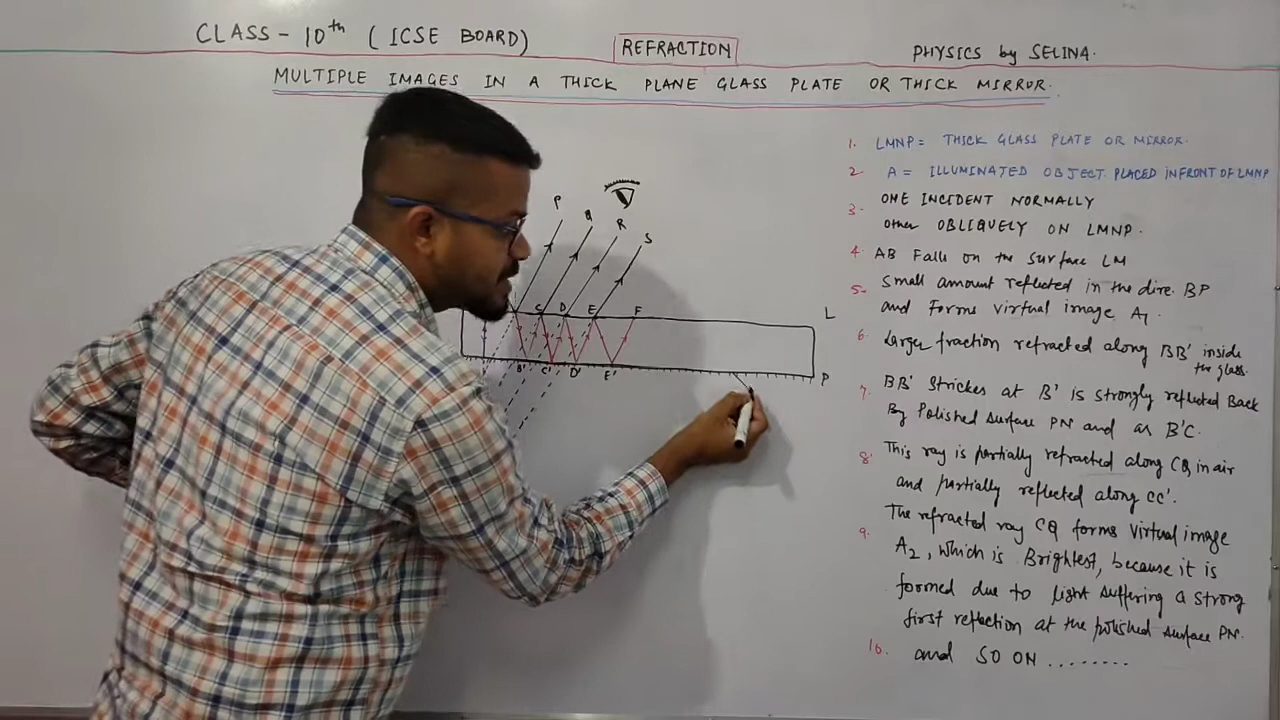 CLASS - 10th ( ICSE BOARD)
REFRACTION
PHYSICS by SELINA.
MULTIPLE IMAGES IN A THICK PLANE GLASS PLATE OR THICK MIRROR.
1. LMNP = THICK GLASS PLATE OR MIRROR.
2. A = ILLUMINATED OBJECT PLACED INFRONT OF LMNP
3. ONE INCIDENT NORMALLY
other OBLIQUELY ON LMNP.
4. AB Falls on the surface LM
5. Small amount reflected in the dire. BP
and forms virtual image A1
6. Larger fraction refracted along BB' inside
the glass.
7. BB' Strickes at B' is strongly reflected Back
By Polished surface PN and as B'C.
8. This ray is partially refracted along CQ in air
and partially reflected along CC'.
9. The refracted ray CQ forms Virtual image
A2, which is Brightest, because it is
formed due to light suffering a strong
first reflection at the polished surface PN.
10. and SO ON ........
P
Q
R
S
C D E F
L
B' C' D' E'
P